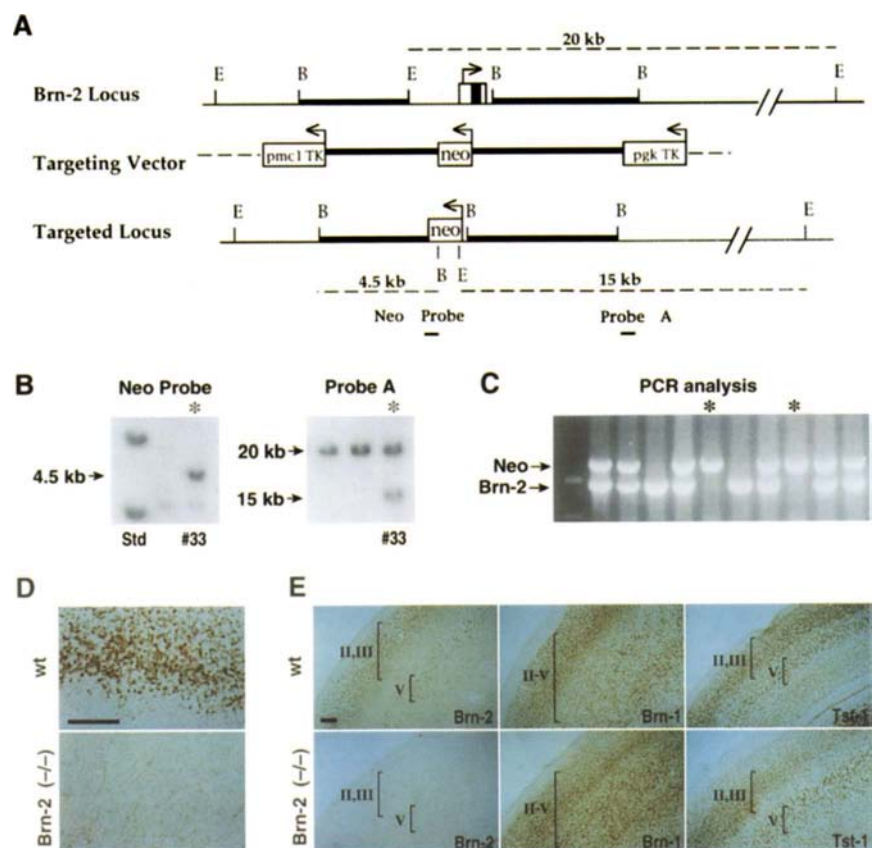 A
20 kb
E B E B B E
Brn-2 Locus
pmc1 TK neo pgk TK
Targeting Vector
E B B B E
Targeted Locus neo
B E
4.5 kb 15 kb
Neo Probe Probe A
B
Neo Probe
*
4.5 kb
Std #33
Probe A
*
20 kb
15 kb
#33
C
PCR analysis
* *
Neo
Brn-2
D
wt
Brn-2 (-/-)
E
wt
II,III
V
Brn-2
II-V
Brn-1
II,III
V
Tst-1
Brn-2 (-/-)
II,III
V
Brn-2
II-V
Brn-1
II,III
V
Tst-1